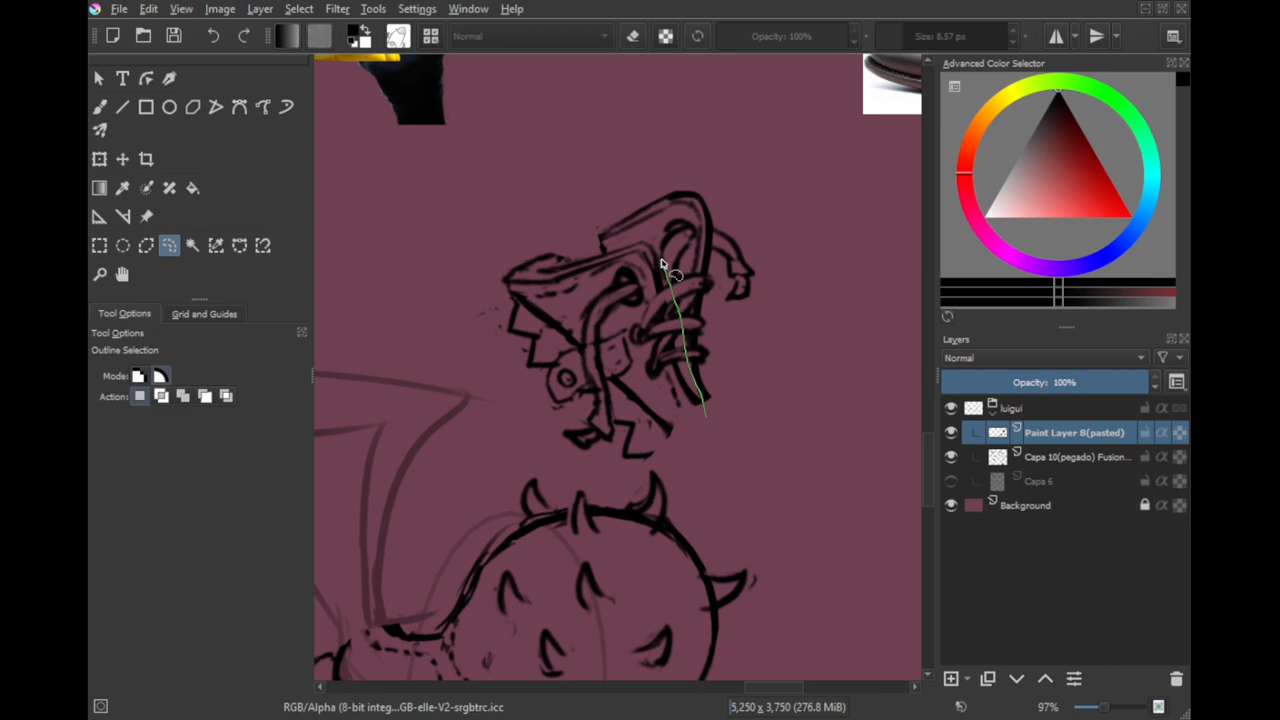 File Edit View Image Layer Select Filter Tools Settings Window Help
Normal Opacity: 100% Size: 8.57 px
Advanced Color Selector
Tool Options Grid and Guides
Tool Options
Outline Selection
Mode:
Action:
Layers
Normal
Opacity: 100%
luigui
Paint Layer 8(pasted)
Capa 10(pegado) Fusion...
Capa 6
Background
RGB/Alpha (8-bit integ...GB-elle-V2-srgbtrc.icc 5,250 x 3,750 (276.8 MiB) 97%